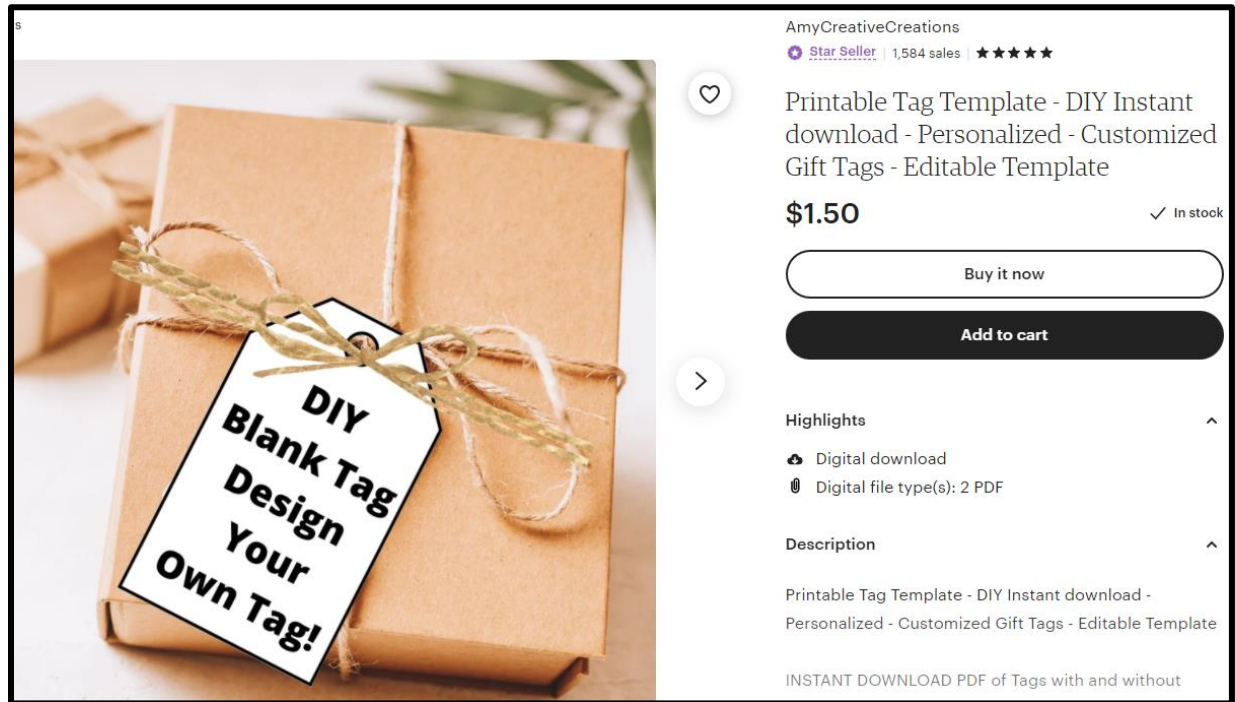 s
AmyCreativeCreations
Star Seller | 1,584 sales |
Printable Tag Template - DIY Instant
download - Personalized - Customized
Gift Tags - Editable Template
$1.50
In stock
Buy it now
Add to cart
Highlights
Digital download
Digital file type(s): 2 PDF
Description
Printable Tag Template - DIY Instant download -
Personalized - Customized Gift Tags - Editable Template
INSTANT DOWNLOAD PDF of Tags with and without
DIY
Blank Tag
Design
Your
Own Tag!